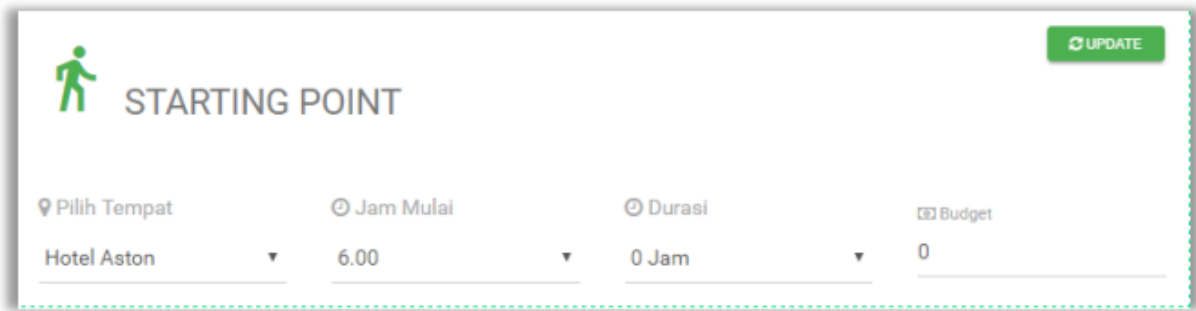 UPDATE
STARTING POINT
Pilih Tempat Jam Mulai Durasi Budget
Hotel Aston 6.00 0 Jam 0